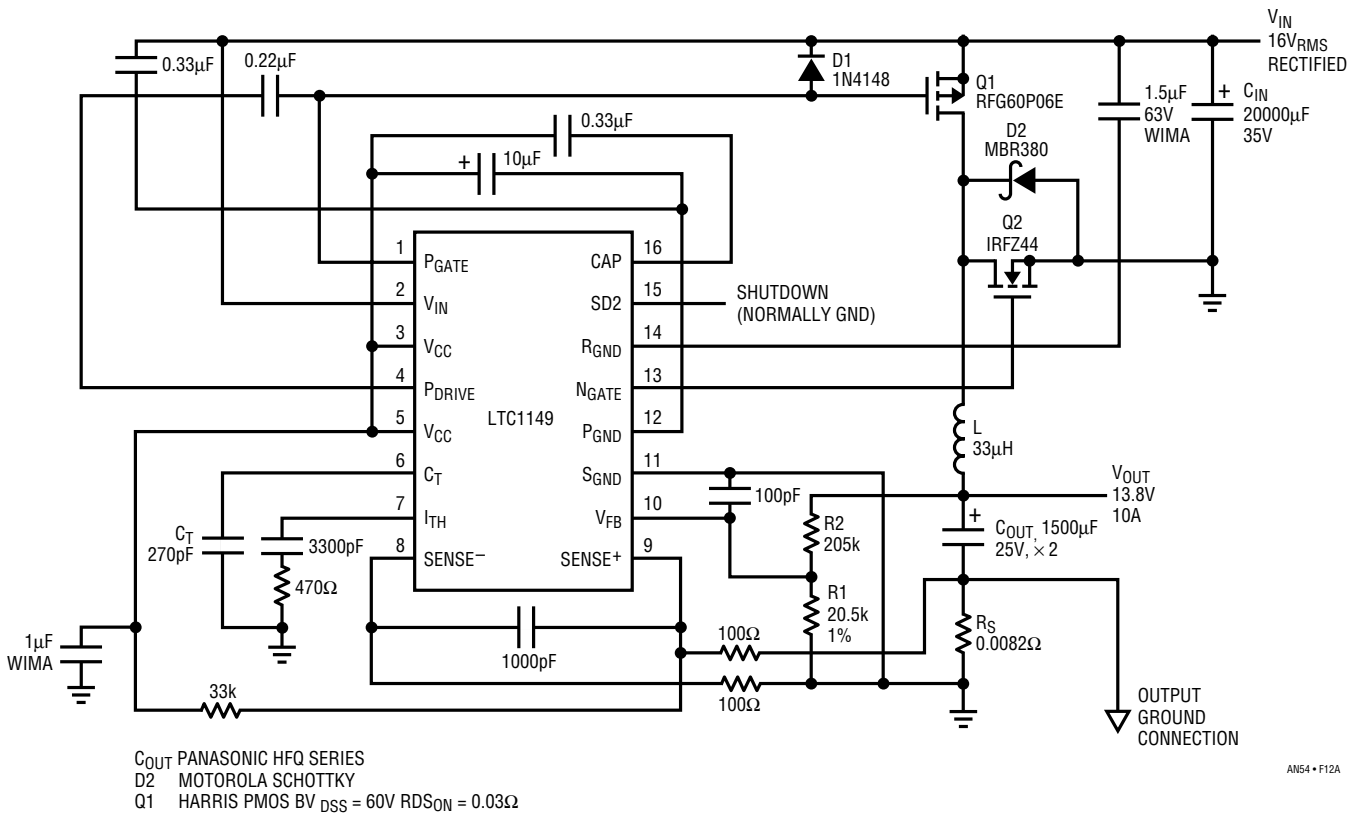 VIN
16VRMS
RECTIFIED
0.33µF
0.22µF
D1
1N4148
Q1
RFG60P06E
1.5µF
63V
WIMA
+
CIN
20000µF
35V
0.33µF
+
10µF
D2
MBR380
Q2
IRFZ44
1
PGATE
CAP
16
2
VIN
SD2
15
SHUTDOWN
(NORMALLY GND)
3
VCC
RGND
14
4
PDRIVE
NGATE
13
LTC1149
5
VCC
PGND
12
6
CT
SGND
11
7
ITH
VFB
10
8
SENSE–
SENSE+
9
L
33µH
VOUT
13.8V
10A
100pF
R2
205k
+
COUT, 1500µF
25V, × 2
CT
270pF
3300pF
470Ω
R1
20.5k
1%
RS
0.0082Ω
1µF
WIMA
1000pF
100Ω
100Ω
33k
OUTPUT
GROUND
CONNECTION
COUT PANASONIC HFQ SERIES
D2 MOTOROLA SCHOTTKY
Q1 HARRIS PMOS BV DSS = 60V RDSON = 0.03Ω
AN54 • F12A